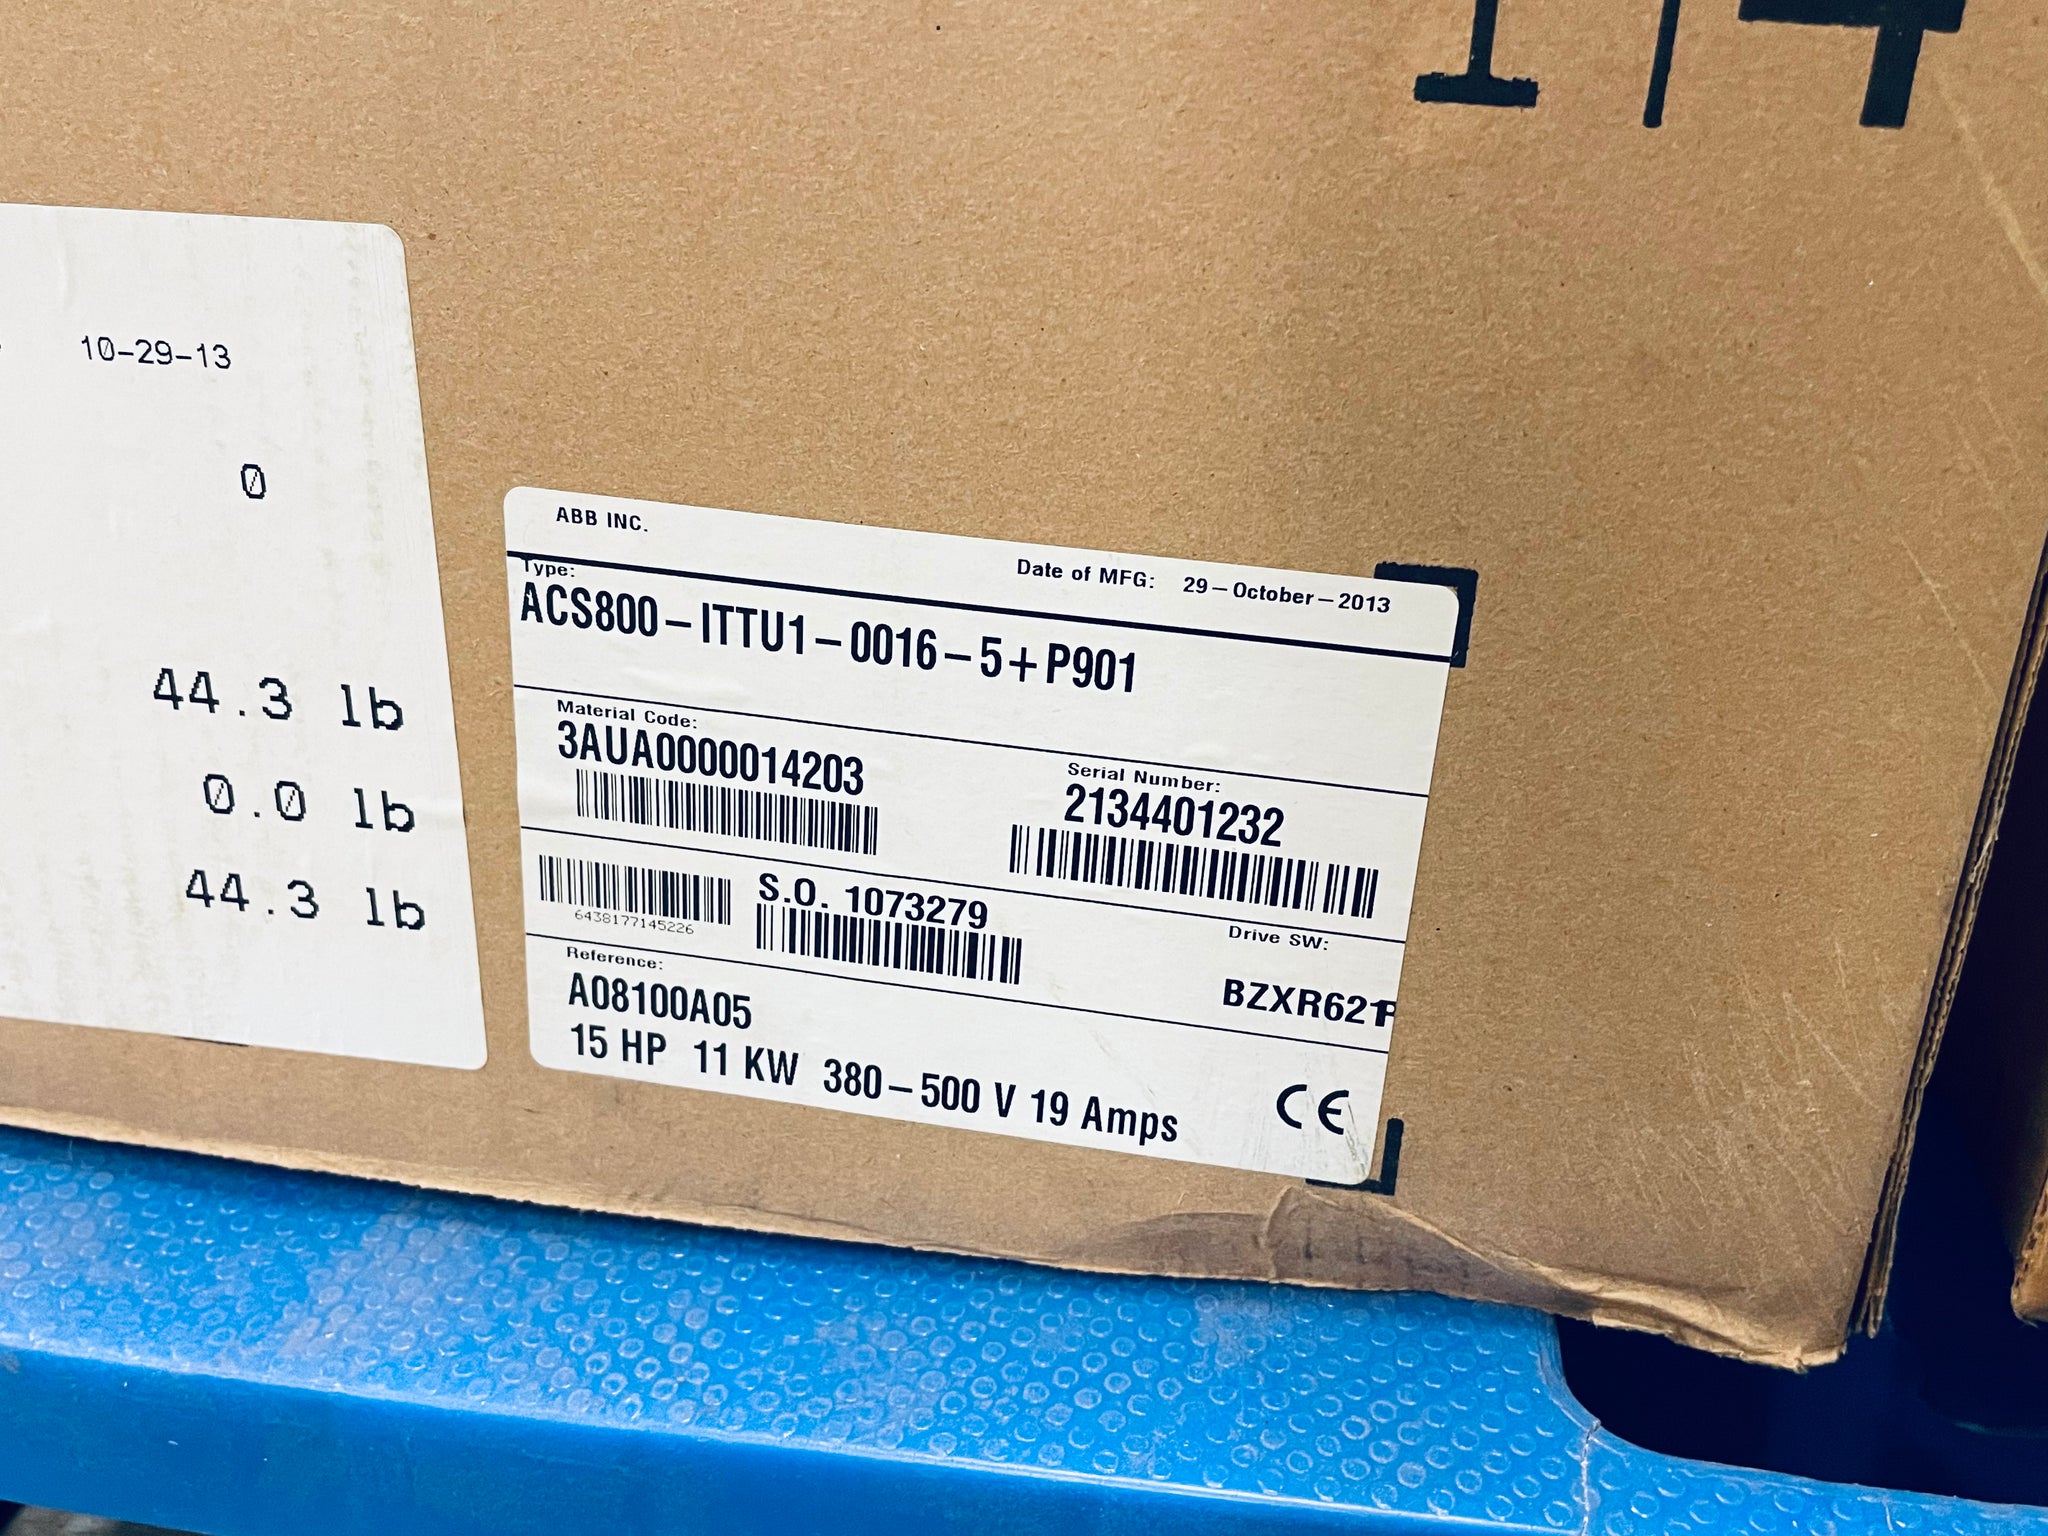 10-29-13
0
44.3 lb
0.0 lb
44.3 lb
ABB INC.
Date of MFG: 29-October-2013
Type:
ACS800-ITTU1-0016-5+P901
Material Code:
3AUA0000014203
Serial Number:
2134401232
6438177145226
S.O. 1073279
Drive SW:
BZXR621P
Reference:
A08100A05
15 HP 11 KW 380-500 V 19 Amps
CE